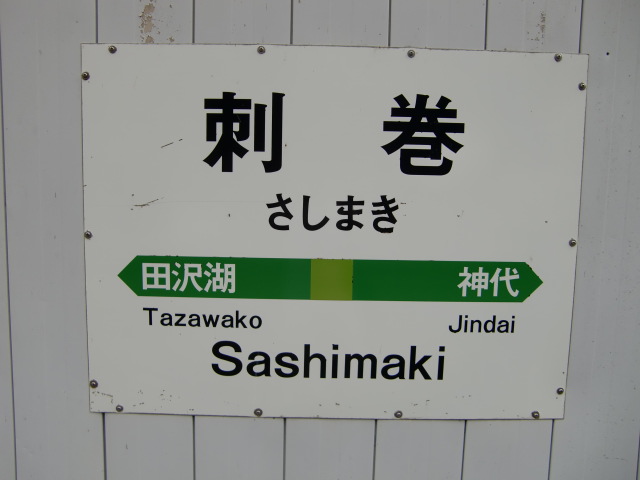 刺巻
さしまき
田沢湖 神代
Tazawako Jindai
Sashimaki